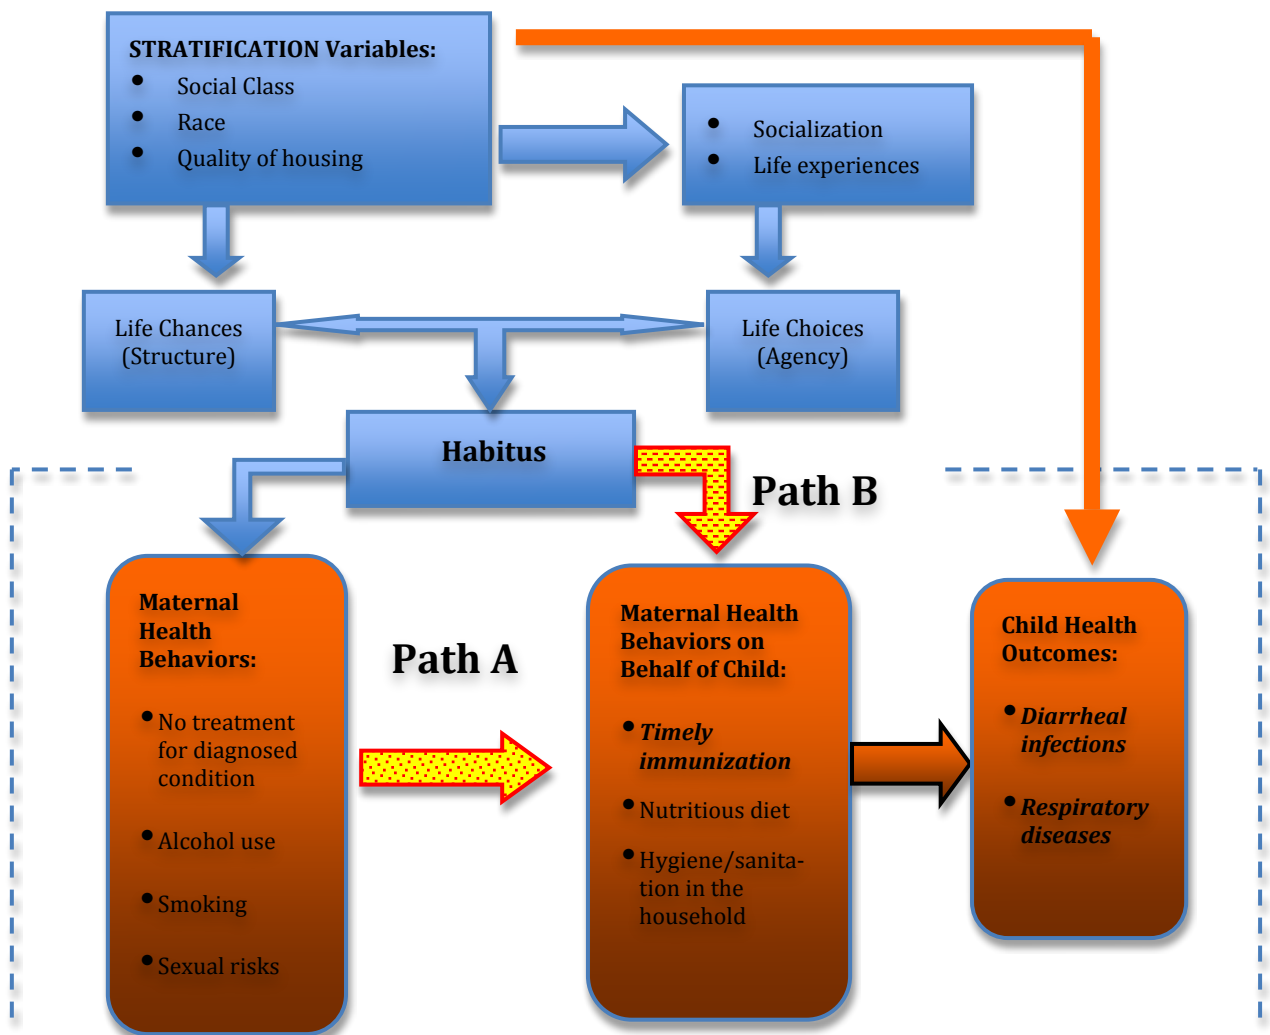 STRATIFICATION Variables:
• Social Class
• Race
• Quality of housing
• Socialization
• Life experiences
Life Chances
(Structure)
Life Choices
(Agency)
Habitus
Path B
Maternal
Health
Behaviors:
• No treatment
for diagnosed
condition
• Alcohol use
• Smoking
• Sexual risks
Path A
Maternal Health
Behaviors on
Behalf of Child:
• Timely
immunization
• Nutritious diet
• Hygiene/sanita-
tion in the
household
Child Health
Outcomes:
• Diarrheal
infections
• Respiratory
diseases